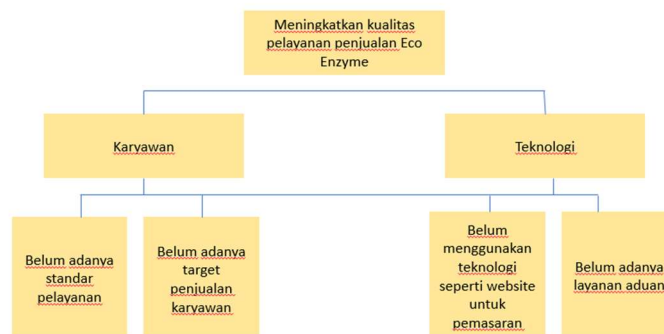 Meningkatkan kualitas
pelayanan penjualan Eco
Enzyme
Karyawan
Teknologi
Belum adanya
standar
pelayanan
Belum adanya
target
penjualan
karyawan
Belum
menggunakan
teknologi
seperti website
untuk
pemasaran
Belum adanya
layanan aduan